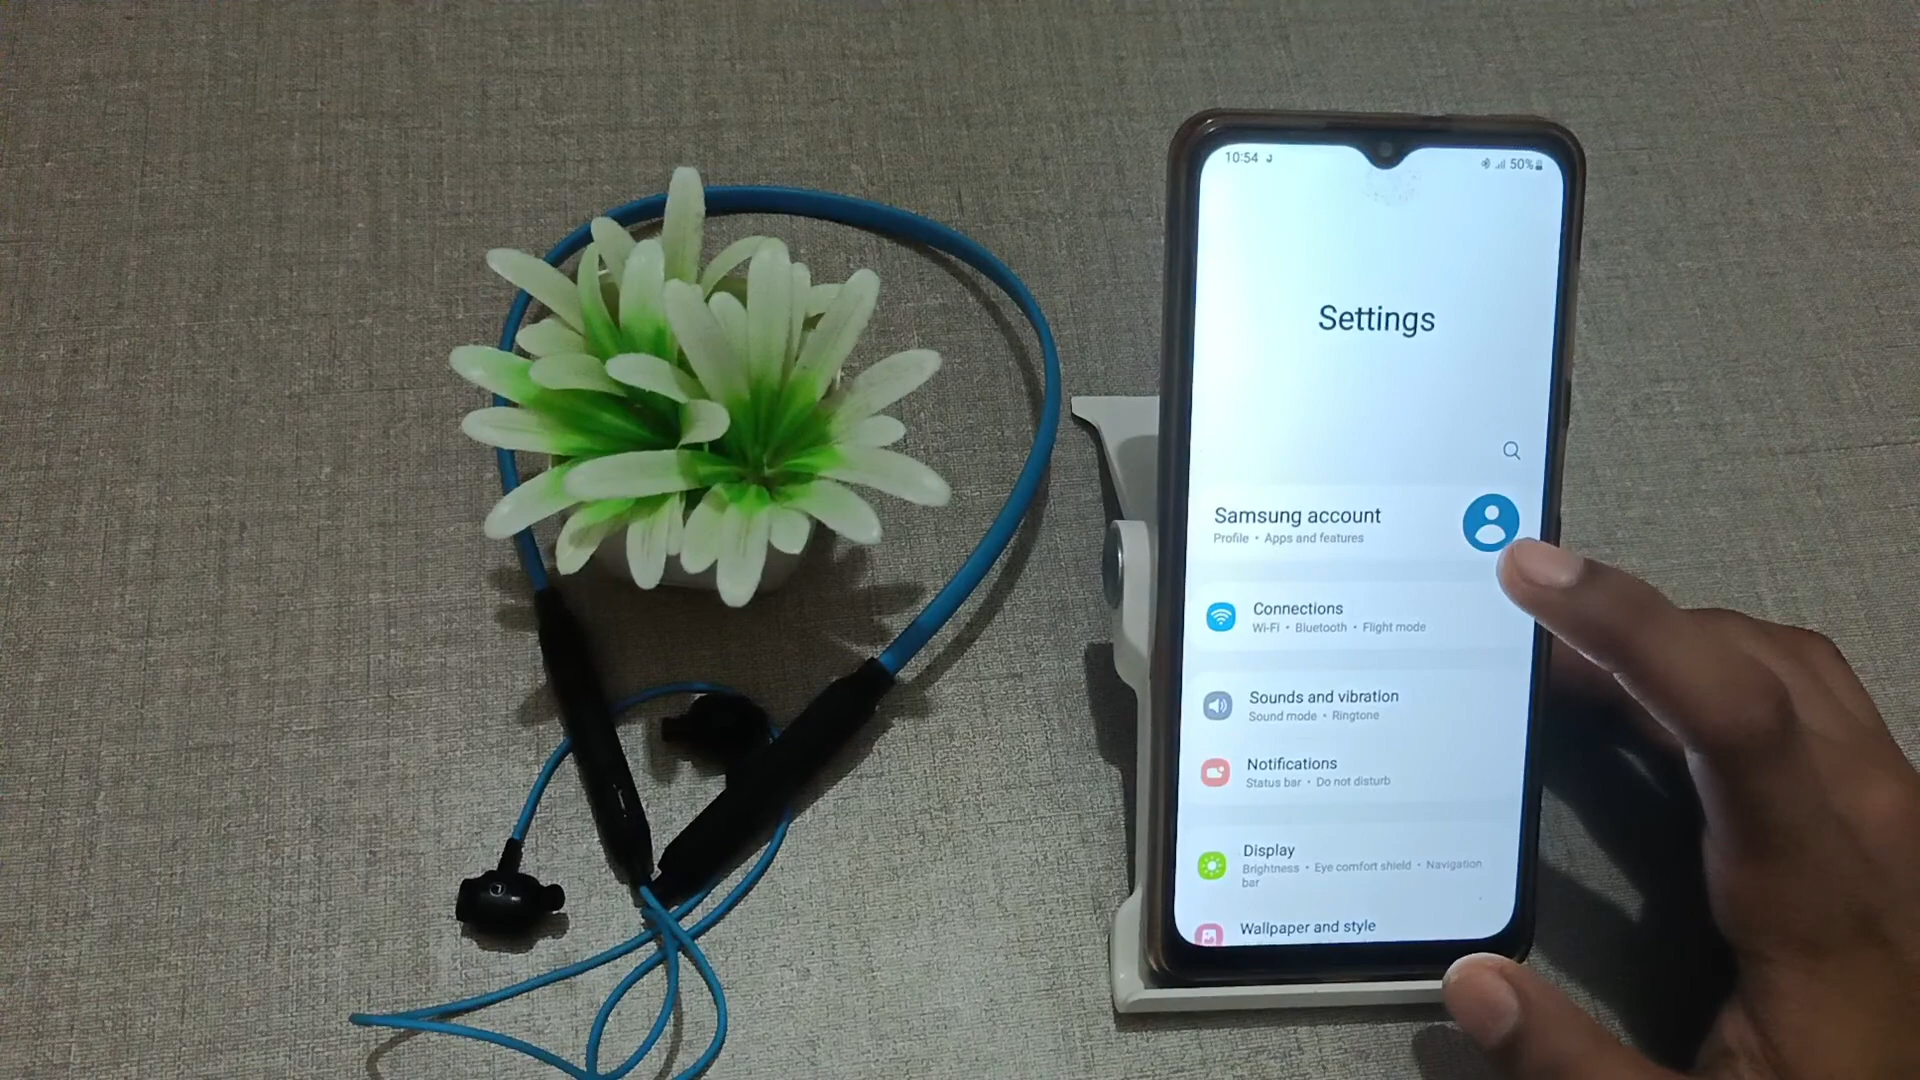 10:54
50%
Settings
Samsung account
Profile • Apps and features
Connections
Wi-Fi • Bluetooth • Flight mode
Sounds and vibration
Sound mode • Ringtone
Notifications
Status bar • Do not disturb
Display
Brightness • Eye comfort shield • Navigation
bar
Wallpaper and style